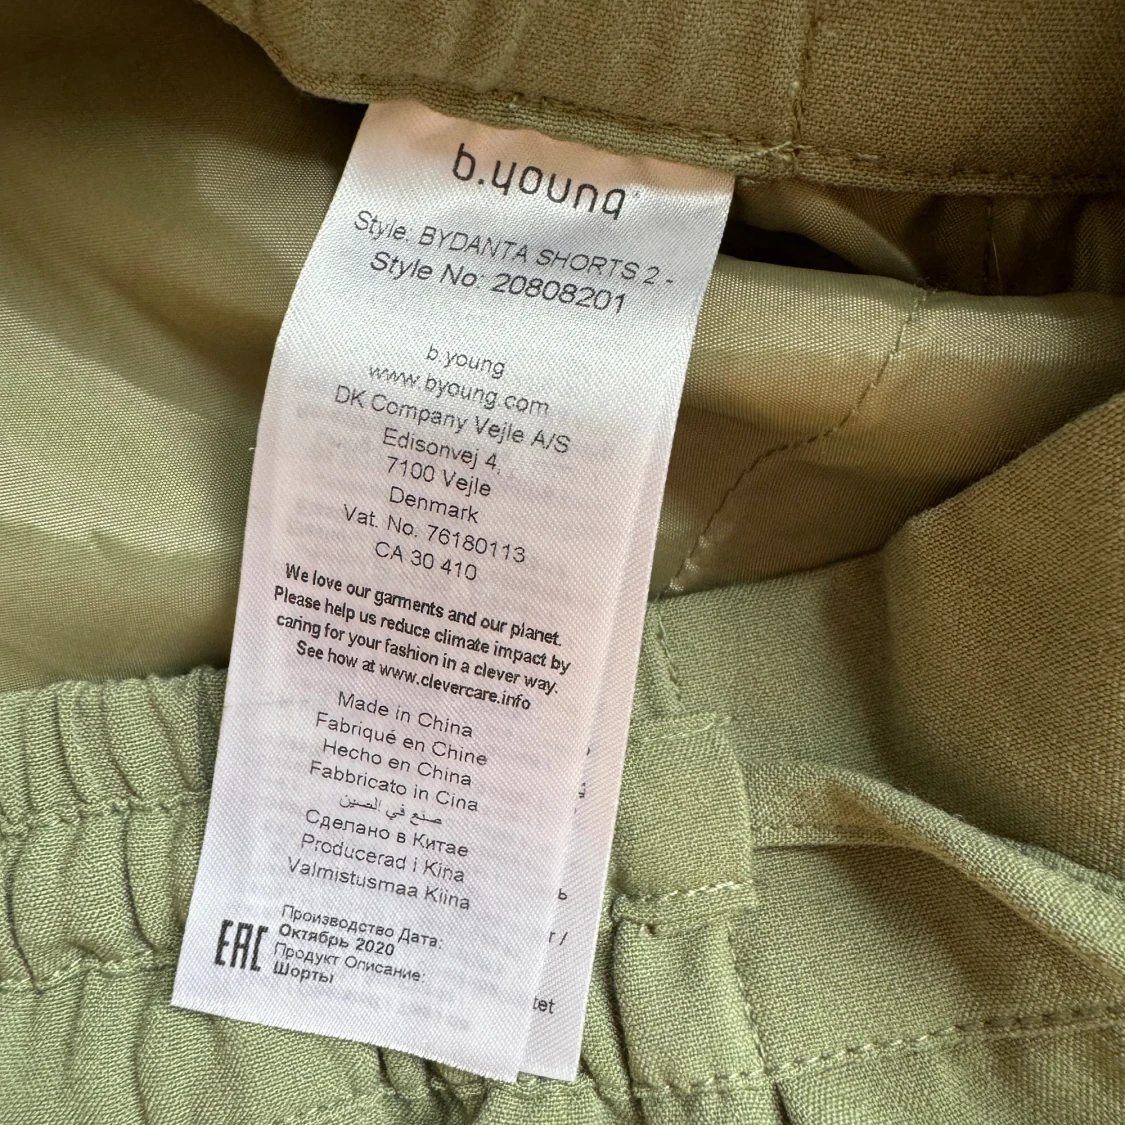 b.young
Style: BYDANTA SHORTS 2 -
Style No: 20808201
b.young
www.byoung.com
DK Company Vejle A/S
Edisonvej 4,
7100 Vejle
Denmark
Vat. No. 76180113
CA 30 410
We love our garments and our planet.
Please help us reduce climate impact by
caring for your fashion in a clever way.
See how at www.clevercare.info
Made in China
Fabriqué en Chine
Hecho en China
Fabbricato in Cina
صنع في الصين
Сделано в Китае
Producerad i Kina
Valmistusmaa Kiina
EAC
Производство Дата:
Октябрь 2020
Продукт Описание:
Шорты
ь
r /
tet